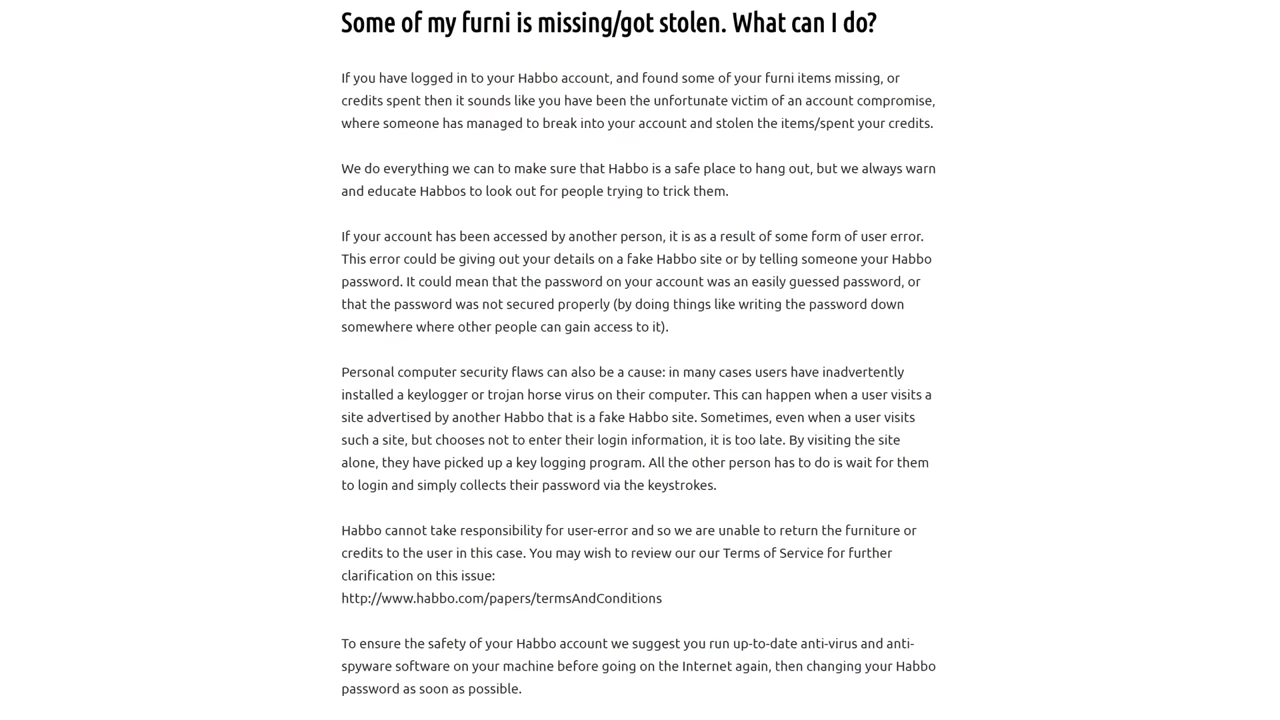 Some of my furni is missing/got stolen. What can I do?
If you have logged in to your Habbo account, and found some of your furni items missing, or
credits spent then it sounds like you have been the unfortunate victim of an account compromise,
where someone has managed to break into your account and stolen the items/spent your credits.
We do everything we can to make sure that Habbo is a safe place to hang out, but we always warn
and educate Habbos to look out for people trying to trick them.
If your account has been accessed by another person, it is as a result of some form of user error.
This error could be giving out your details on a fake Habbo site or by telling someone your Habbo
password. It could mean that the password on your account was an easily guessed password, or
that the password was not secured properly (by doing things like writing the password down
somewhere where other people can gain access to it).
Personal computer security flaws can also be a cause: in many cases users have inadvertently
installed a keylogger or trojan horse virus on their computer. This can happen when a user visits a
site advertised by another Habbo that is a fake Habbo site. Sometimes, even when a user visits
such a site, but chooses not to enter their login information, it is too late. By visiting the site
alone, they have picked up a key logging program. All the other person has to do is wait for them
to login and simply collects their password via the keystrokes.
Habbo cannot take responsibility for user-error and so we are unable to return the furniture or
credits to the user in this case. You may wish to review our our Terms of Service for further
clarification on this issue:
http://www.habbo.com/papers/termsAndConditions
To ensure the safety of your Habbo account we suggest you run up-to-date anti-virus and anti-
spyware software on your machine before going on the Internet again, then changing your Habbo
password as soon as possible.